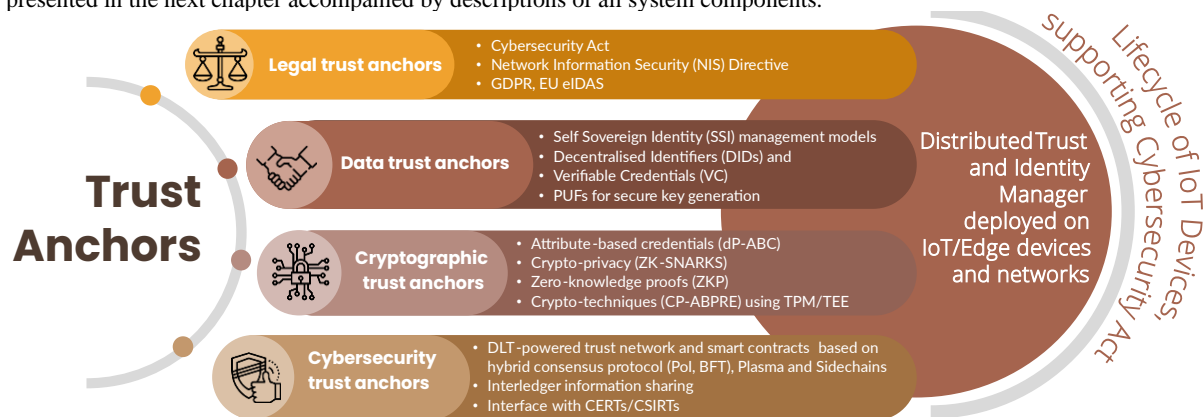 presented in the next chapter accompanied by descriptions of all system components.
Trust
Anchors
Legal trust anchors
• Cybersecurity Act
• Network Information Security (NIS) Directive
• GDPR, EU eIDAS
Data trust anchors
• Self Sovereign Identity (SSI) management models
• Decentralised Identifiers (DIDs) and
• Verifiable Credentials (VC)
• PUFs for secure key generation
Cryptographic
trust anchors
• Attribute-based credentials (dP-ABC)
• Crypto-privacy (ZK-SNARKS)
• Zero-knowledge proofs (ZKP)
• Crypto-techniques (CP-ABPRE) using TPM/TEE
Cybersecurity
trust anchors
• DLT-powered trust network and smart contracts based on
hybrid consensus protocol (PoI, BFT), Plasma and Sidechains
• Interledger information sharing
• Interface with CERTs/CSIRTs
Distributed Trust
and Identity
Manager
deployed on
IoT/Edge devices
and networks
Lifecycle of IoT Devices,
supporting Cybersecurity Act